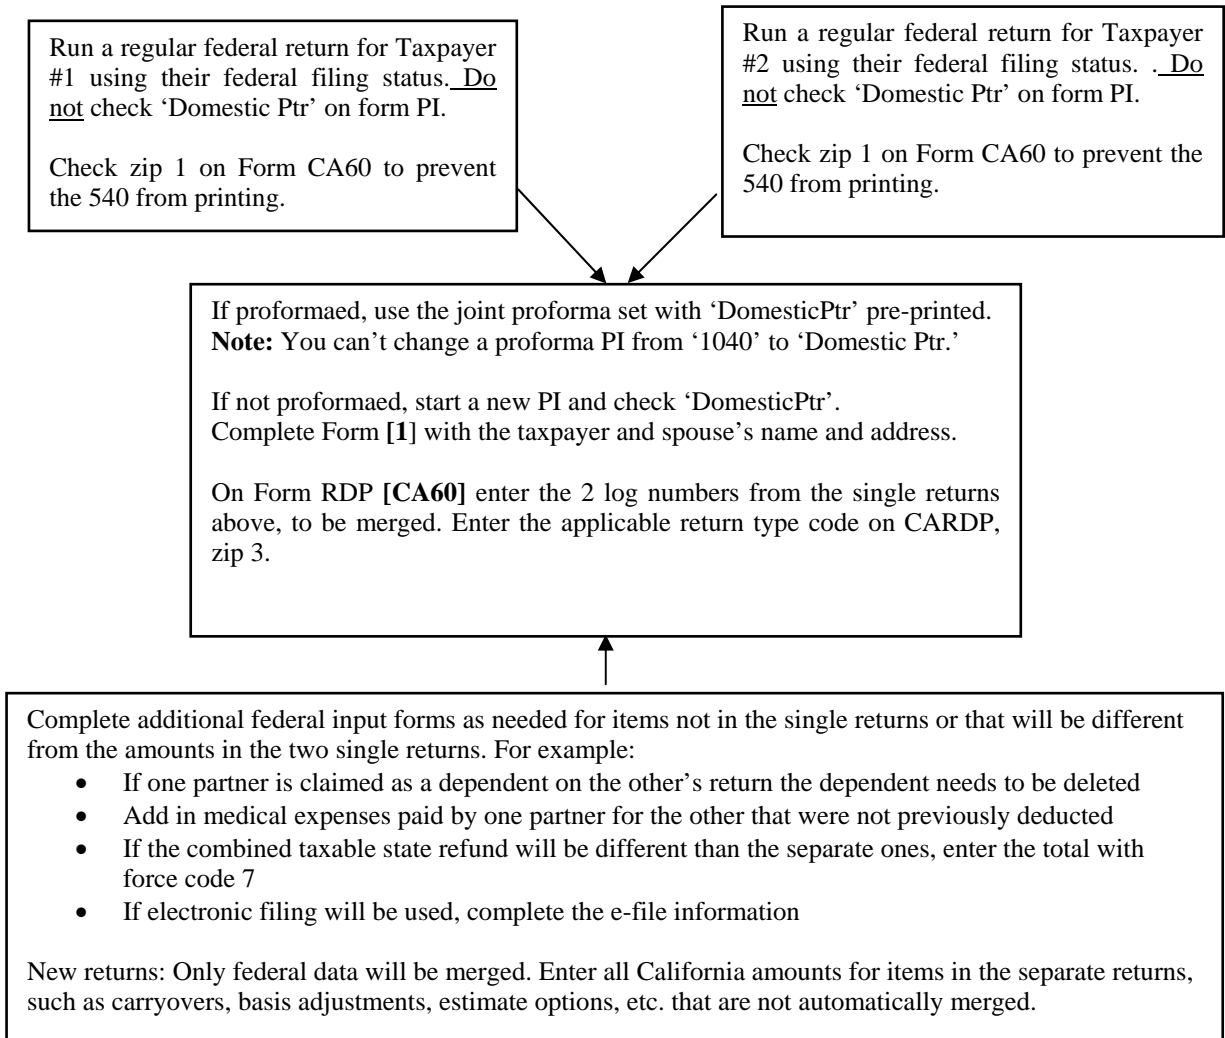 Run a regular federal return for Taxpayer
#1 using their federal filing status. Do
not check ‘Domestic Ptr’ on form PI.
Check zip 1 on Form CA60 to prevent
the 540 from printing.
Run a regular federal return for Taxpayer
#2 using their federal filing status. . Do
not check ‘Domestic Ptr’ on form PI.
Check zip 1 on Form CA60 to prevent the
540 from printing.
If proformaed, use the joint proforma set with ‘DomesticPtr’ pre-printed.
Note: You can’t change a proforma PI from ‘1040’ to ‘Domestic Ptr.’
If not proformaed, start a new PI and check ‘DomesticPtr’.
Complete Form [1] with the taxpayer and spouse’s name and address.
On Form RDP [CA60] enter the 2 log numbers from the single returns
above, to be merged. Enter the applicable return type code on CARDP,
zip 3.
Complete additional federal input forms as needed for items not in the single returns or that will be different
from the amounts in the two single returns. For example:
• If one partner is claimed as a dependent on the other’s return the dependent needs to be deleted
• Add in medical expenses paid by one partner for the other that were not previously deducted
• If the combined taxable state refund will be different than the separate ones, enter the total with
force code 7
• If electronic filing will be used, complete the e-file information
New returns: Only federal data will be merged. Enter all California amounts for items in the separate returns,
such as carryovers, basis adjustments, estimate options, etc. that are not automatically merged.